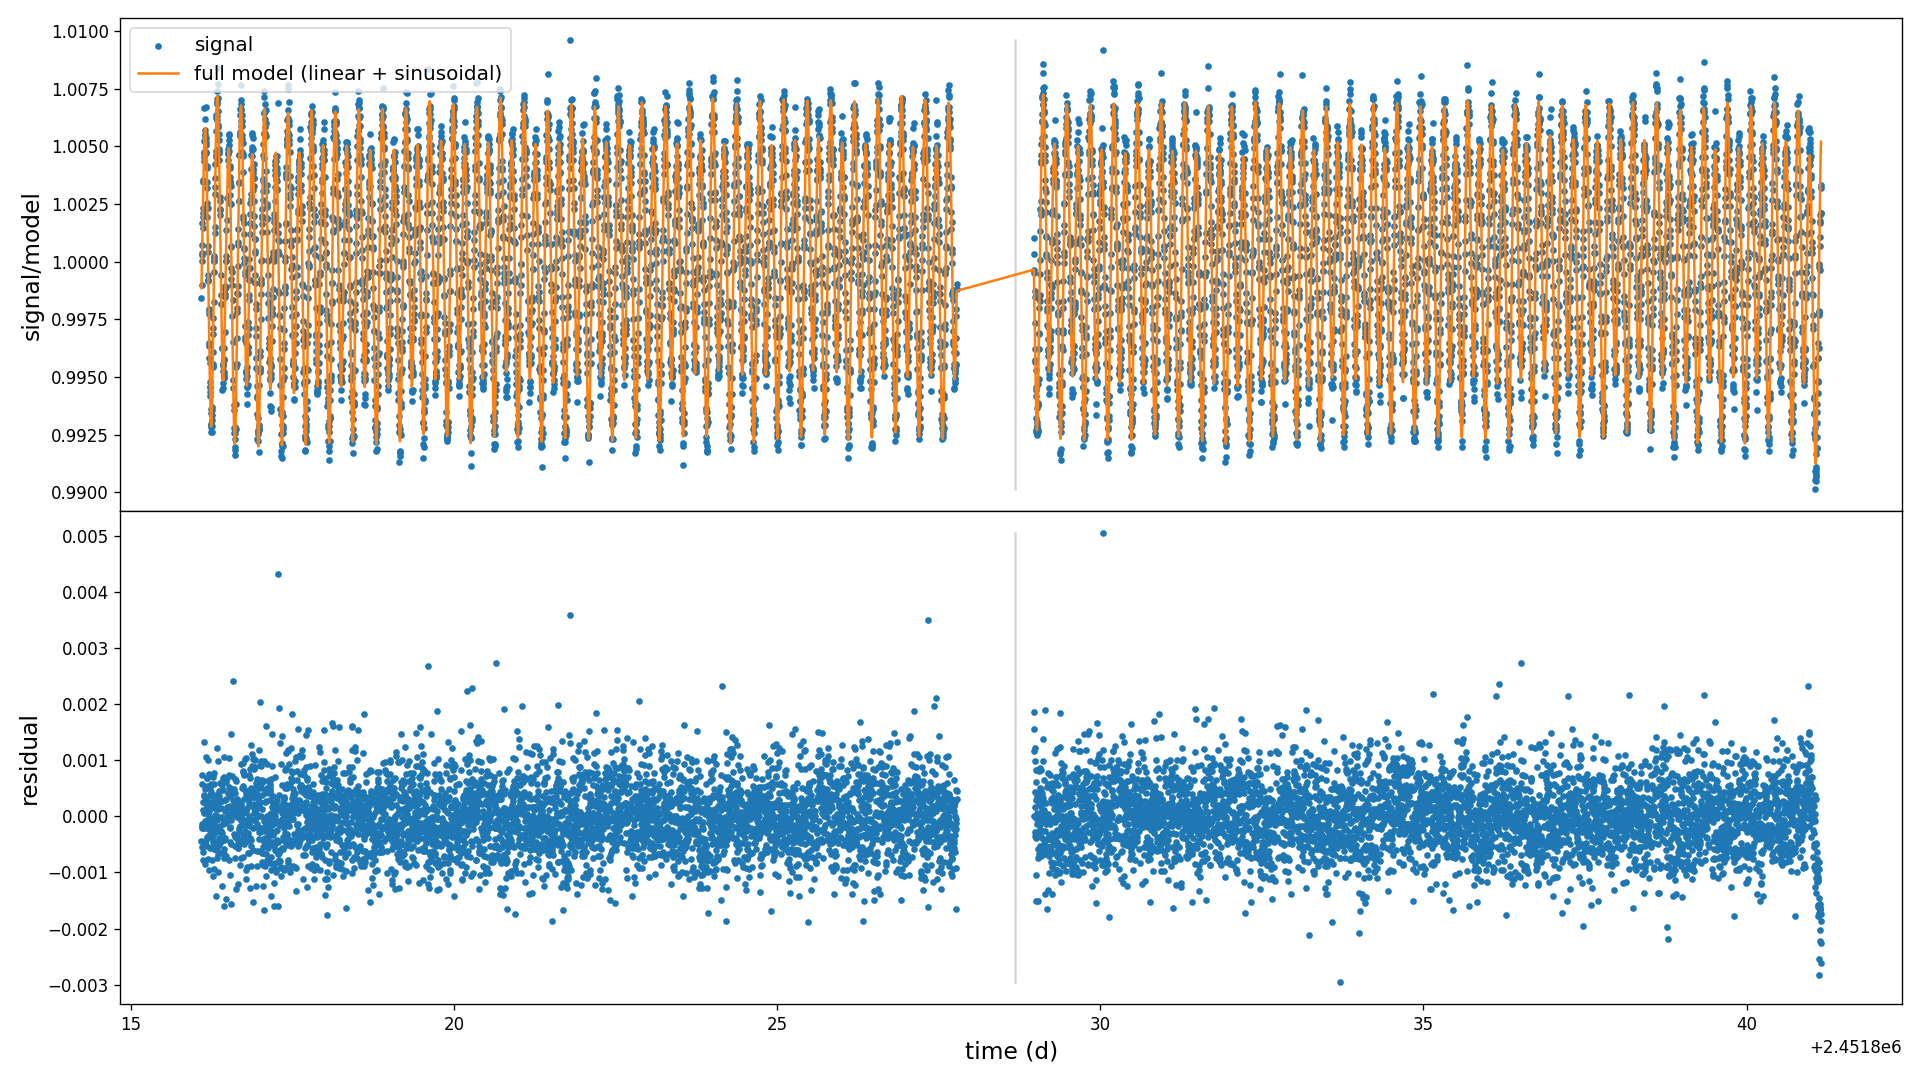 1.0100
1.0075
1.0050
1.0025
1.0000
0.9975
0.9950
0.9925
0.9900
signal/model
signal
full model (linear + sinusoidal)
0.005
0.004
0.003
0.002
0.001
0.000
−0.001
−0.002
−0.003
residual
15 20 25 30 35 40
time (d)
+2.4518e6